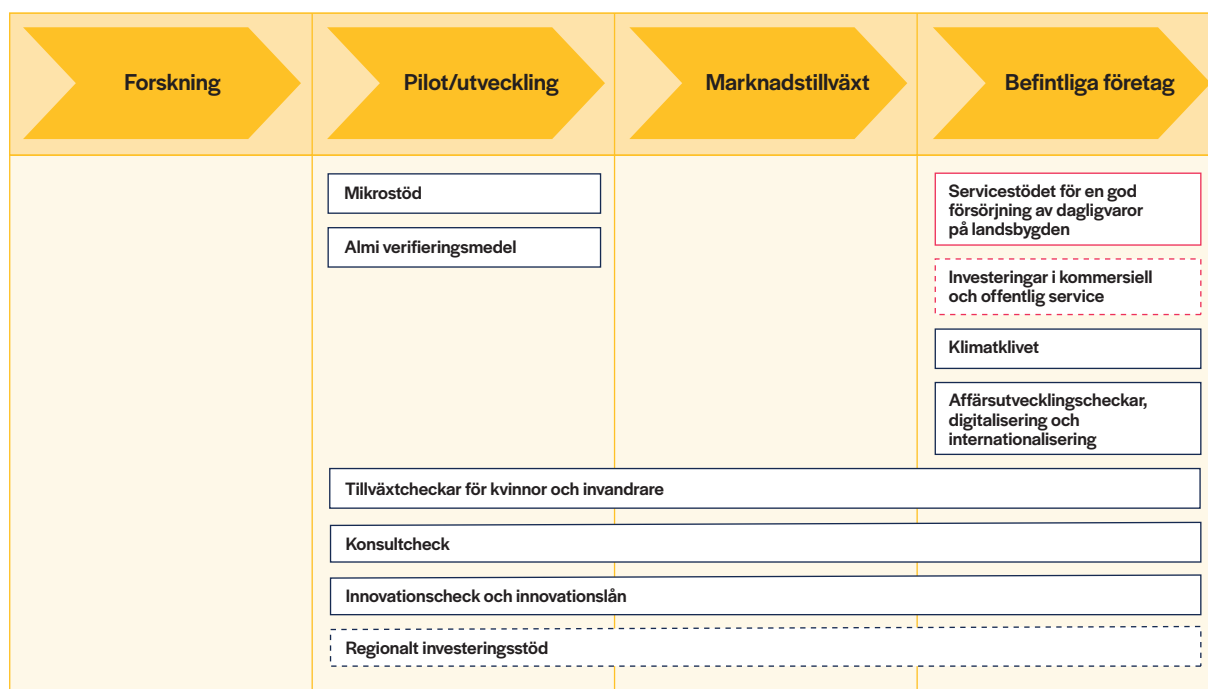 Forskning
Pilot/utveckling
Marknadstillväxt
Befintliga företag
Mikrostöd
Almi verifieringsmedel
Servicestödet för en god
försörjning av dagligvaror
på landsbygden
Investeringar i kommersiell
och offentlig service
Klimatklivet
Affärsutvecklingscheckar,
digitalisering och
internationalisering
Tillväxtcheckar för kvinnor och invandrare
Konsultcheck
Innovationscheck och innovationslån
Regionalt investeringsstöd